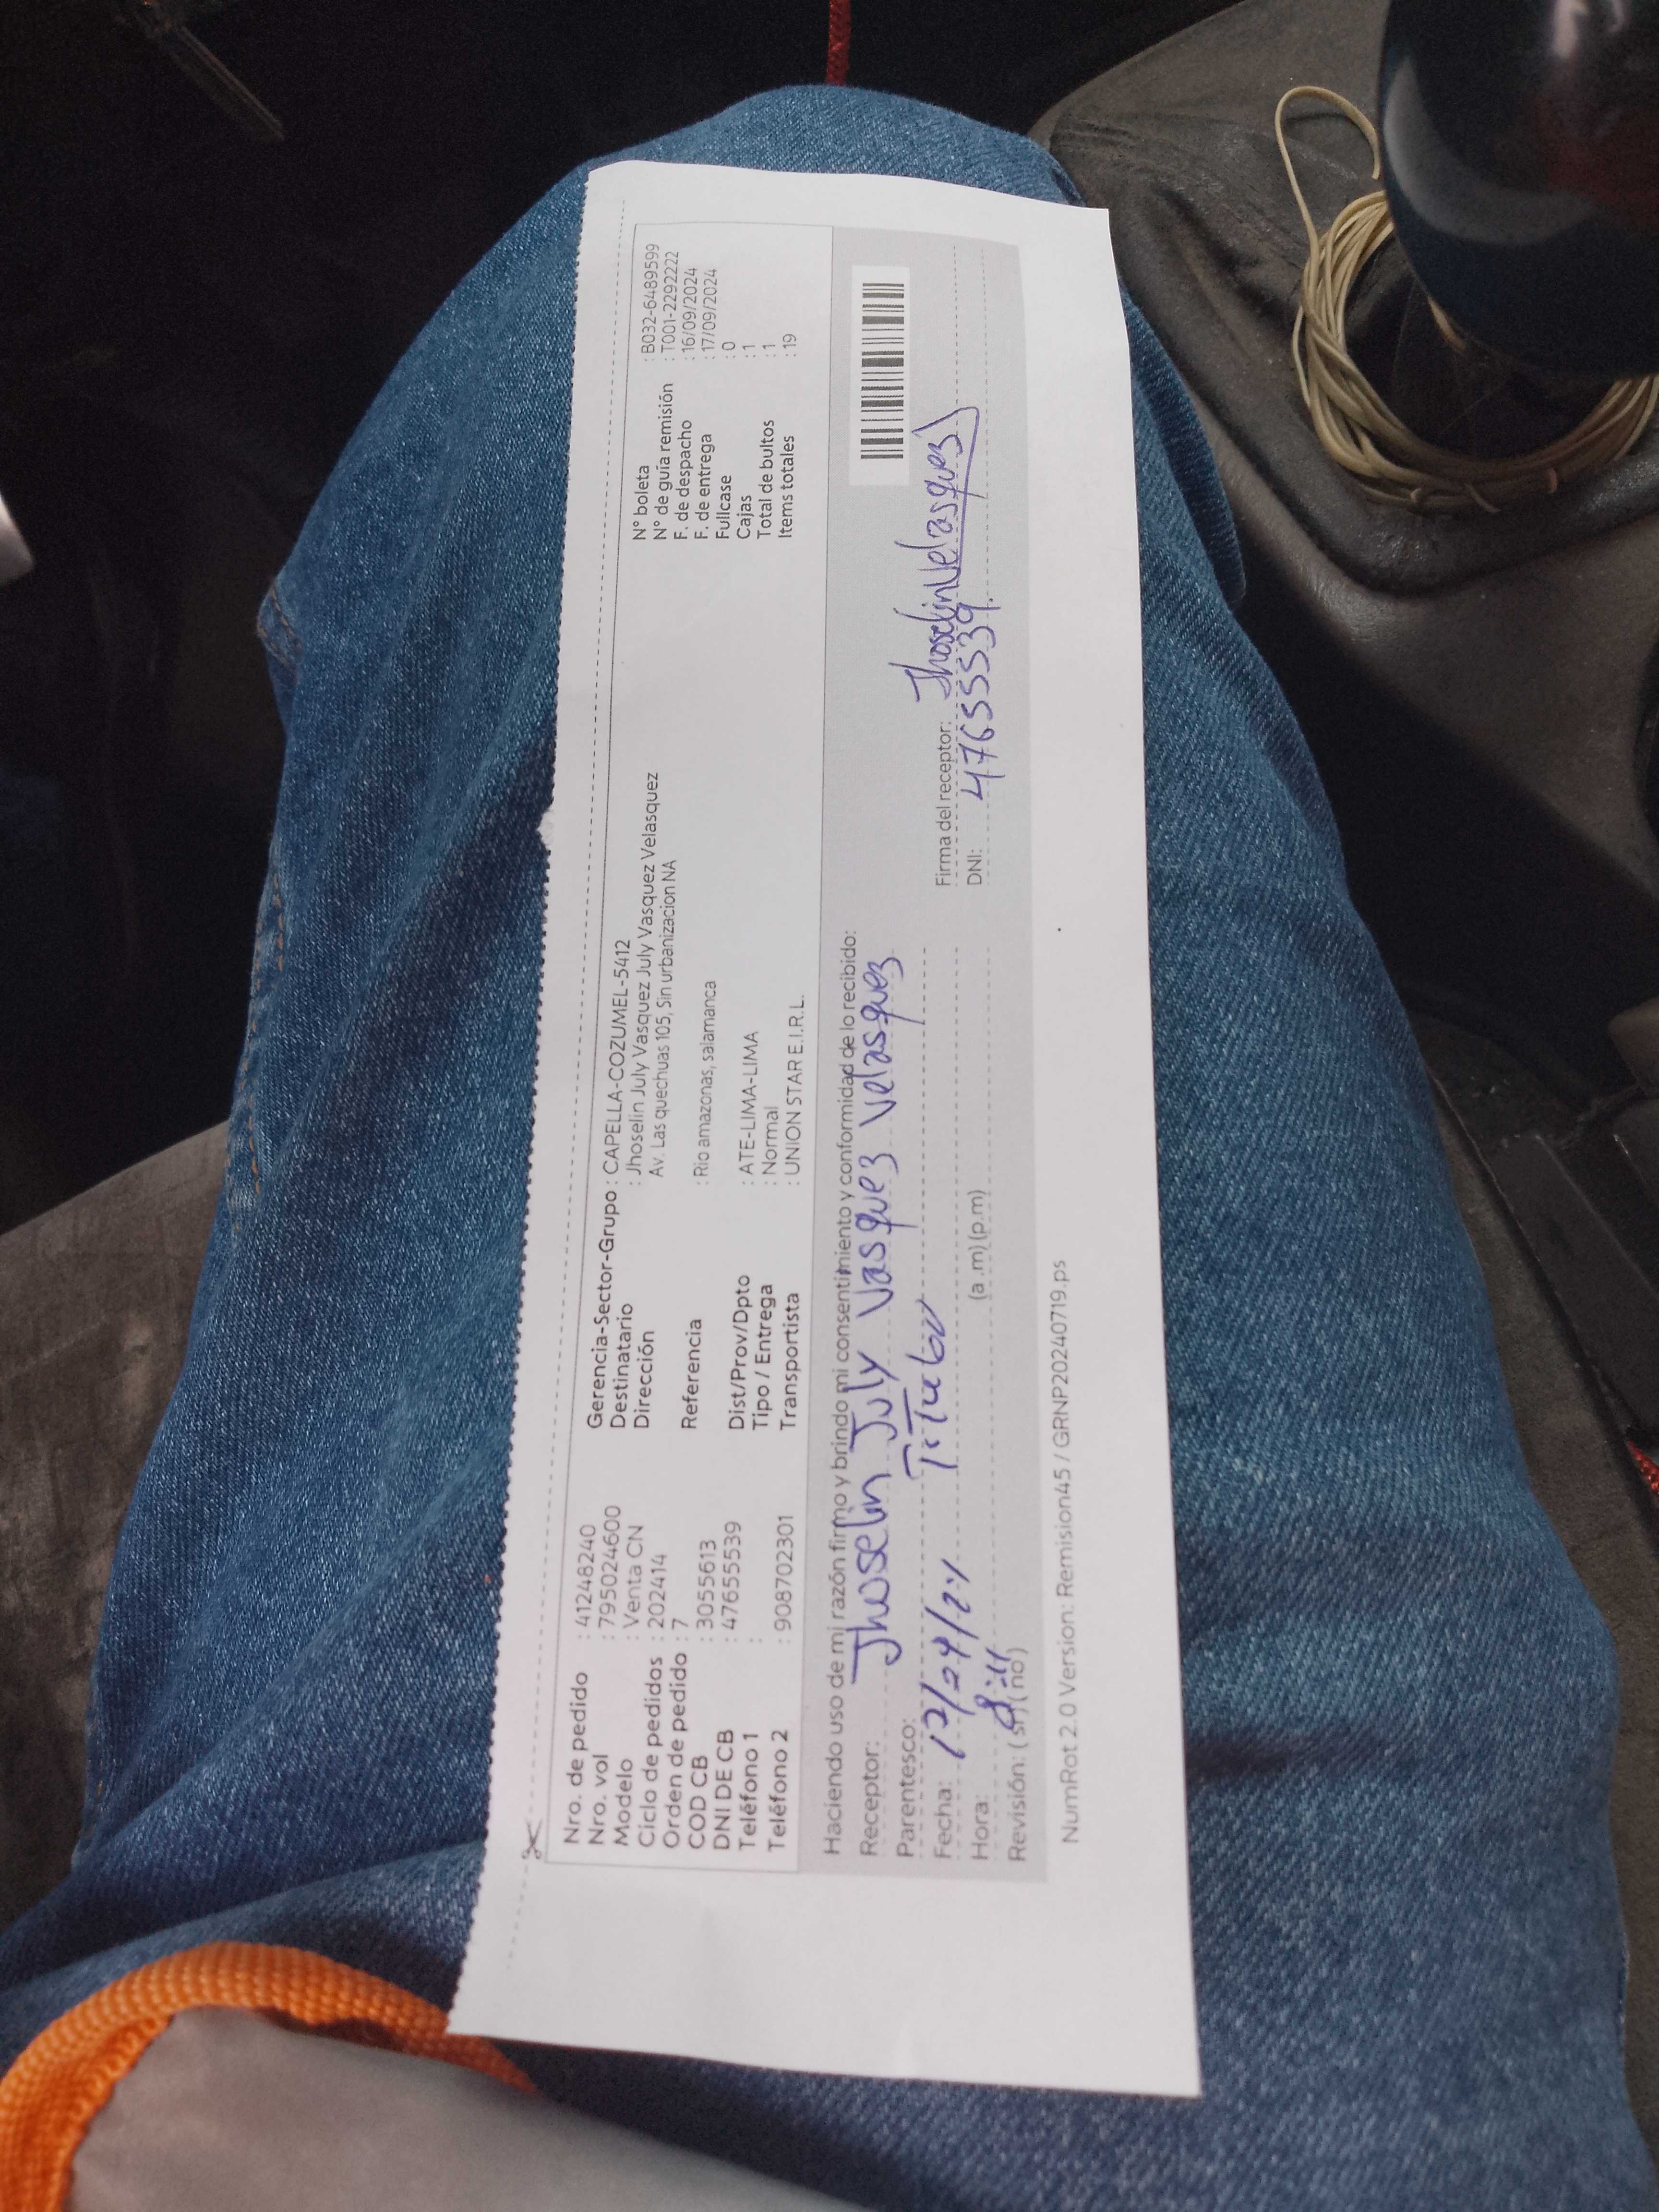 Nro. de pedido : 41248240
Nro. vol : 795024600
Modelo : Venta CN
Ciclo de pedidos : 202414
Orden de pedido : 7
COD CB : 3055613
DNI DE CB : 47655539
Teléfono 1 :
Teléfono 2 : 908702301
Gerencia-Sector-Grupo : CAPELLA-COZUMEL-5412
Destinatario : Jhoselin July Vasquez July Vasquez Velasquez
Dirección Av. Las quechuas 105, Sin urbanizacion NA
Referencia : Rio amazonas, salamanca
Dist/Prov/Dpto : ATE-LIMA-LIMA
Tipo / Entrega : Normal
Transportista : UNION STAR E.I.R.L.
N° boleta : B032-6489599
N° de guía remisión : T001-2292222
F. de despacho : 16/09/2024
F. de entrega : 17/09/2024
Fullcase : 0
Cajas : 1
Total de bultos : 1
Items totales : 19
Haciendo uso de mi razón firmo y brindo mi consentimiento y conformidad de lo recibido:
Receptor: Jhoselin July Vasquez Velasquez
Parentesco: Titular
Fecha:
Hora: (a.m) (p.m)
Revisión: (si) (no)
Firma del receptor: Jhoselin Velasquez
DNI: 47655539.
NumRot 2.0 Version: Remision45 / GRNP20240719.ps